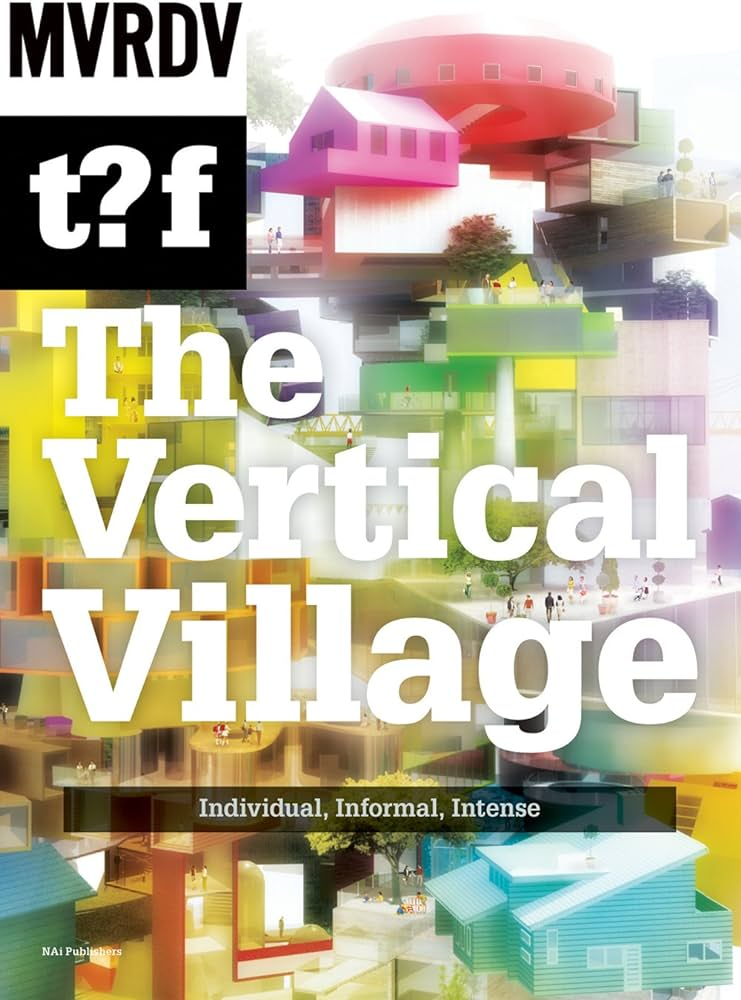 MVRDV
t?f
The
Vertical
Village
Individual, Informal, Intense
NAi Publishers